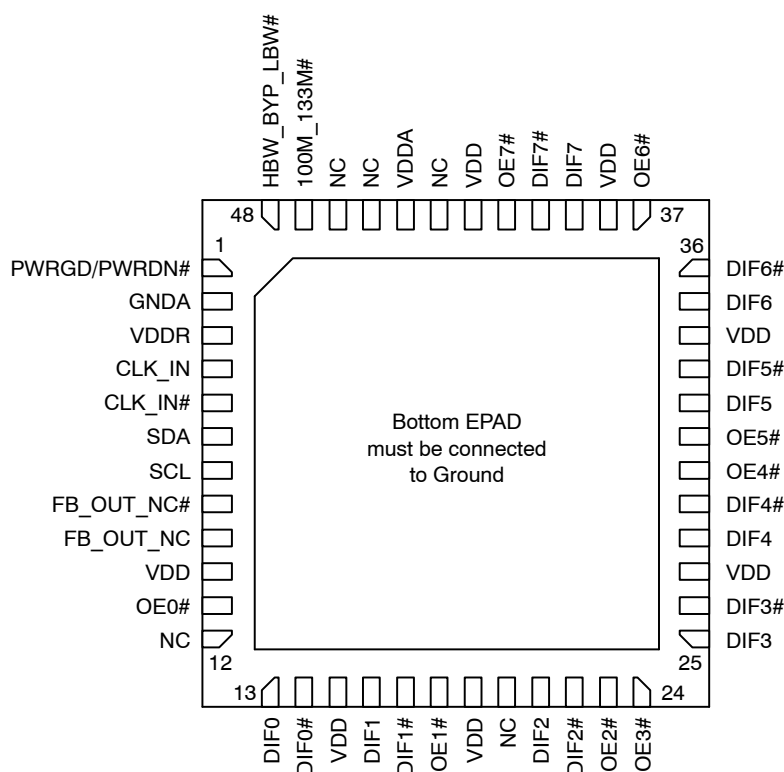 HBW_BYP_LBW#
100M_133M#
NC
NC
VDDA
NC
VDD
OE7#
DIF7#
DIF7
VDD
OE6#
48
37
1
36
PWRGD/PWRDN#
GNDA
VDDR
CLK_IN
CLK_IN#
SDA
SCL
FB_OUT_NC#
FB_OUT_NC
VDD
OE0#
NC
Bottom EPAD
must be connected
to Ground
DIF6#
DIF6
VDD
DIF5#
DIF5
OE5#
OE4#
DIF4#
DIF4
VDD
DIF3#
DIF3
12
25
13
24
DIF0
DIF0#
VDD
DIF1
DIF1#
OE1#
VDD
NC
DIF2
DIF2#
OE2#
OE3#